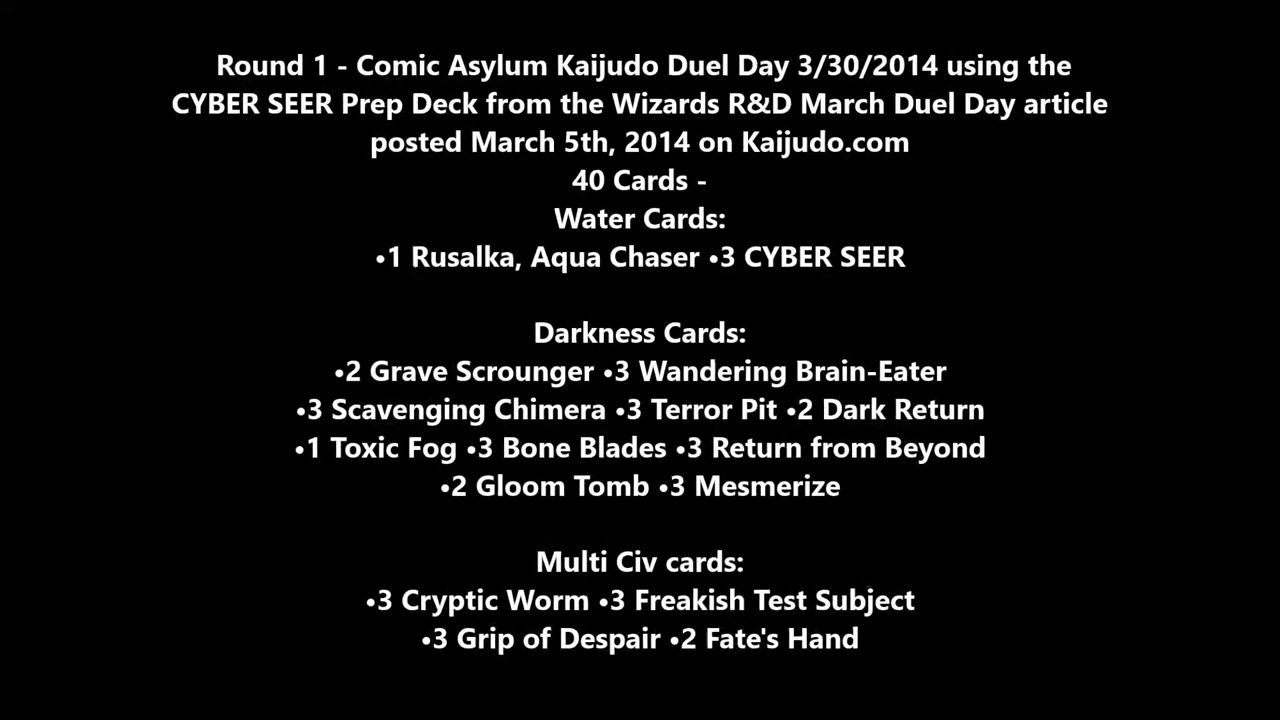 Round 1 - Comic Asylum Kaijudo Duel Day 3/30/2014 using the
CYBER SEER Prep Deck from the Wizards R&D March Duel Day article
posted March 5th, 2014 on Kaijudo.com
40 Cards -
Water Cards:
•1 Rusalka, Aqua Chaser •3 CYBER SEER
Darkness Cards:
•2 Grave Scrounger •3 Wandering Brain-Eater
•3 Scavenging Chimera •3 Terror Pit •2 Dark Return
•1 Toxic Fog •3 Bone Blades •3 Return from Beyond
•2 Gloom Tomb •3 Mesmerize
Multi Civ cards:
•3 Cryptic Worm •3 Freakish Test Subject
•3 Grip of Despair •2 Fate's Hand